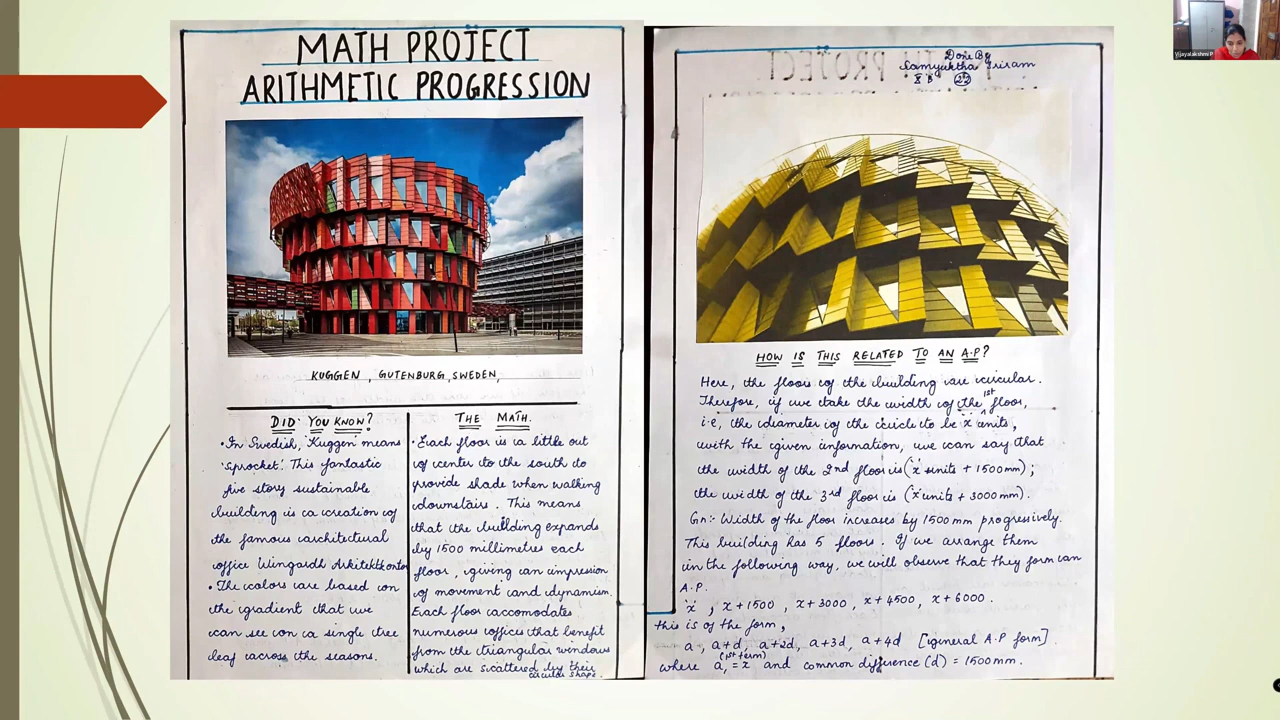 MATH PROJECT
ARITHMETIC PROGRESSION
KUGGEN , GUTENBURG , SWEDEN,
DID YOU KNOW?
• In Swedish, 'Kuggen' means
'Sprocket'. This fantastic
five story sustainable
building is a creation of
the famous architectural
office Wingardh Arkitektkontor
• The colors are based on
the gradient that we
can see on a single tree
leaf across the seasons.
THE MATH.
• Each floor is a little out
of center to the south to
provide shade when walking
downstairs. This means
that the building expands
by 1500 millimetres each
floor, giving an impression
of movement and dynamism.
Each floor accomodates
numerous offices that benefit
from the triangular windows
which are scattered by their
circular shape.
Done By
Samyuktha Sriram
X B
HOW IS THIS RELATED TO AN A.P?
Here, the floors of the building are circular.
Therefore, if we take the width of the 1st floor,
i.e, the diameter of the circle to be 'x' units,
with the given information, we can say that
the width of the 2nd floor is ('x' units + 1500mm);
the width of the 3rd floor is ('x' units + 3000mm).
Gn:- Width of the floor increases by 1500mm progressively.
This building has 5 floors. If we arrange them
in the following way, we will observe that they form an
A.P.
'x' , x+1500 , x+3000 , x+4500 , x+6000.
this is of the form,
a , a+d, a+2d, a+3d, a+4d [general A.P form].
where a₁ (1st term) = x and common difference (d) = 1500mm.
Vijayalakshmi P